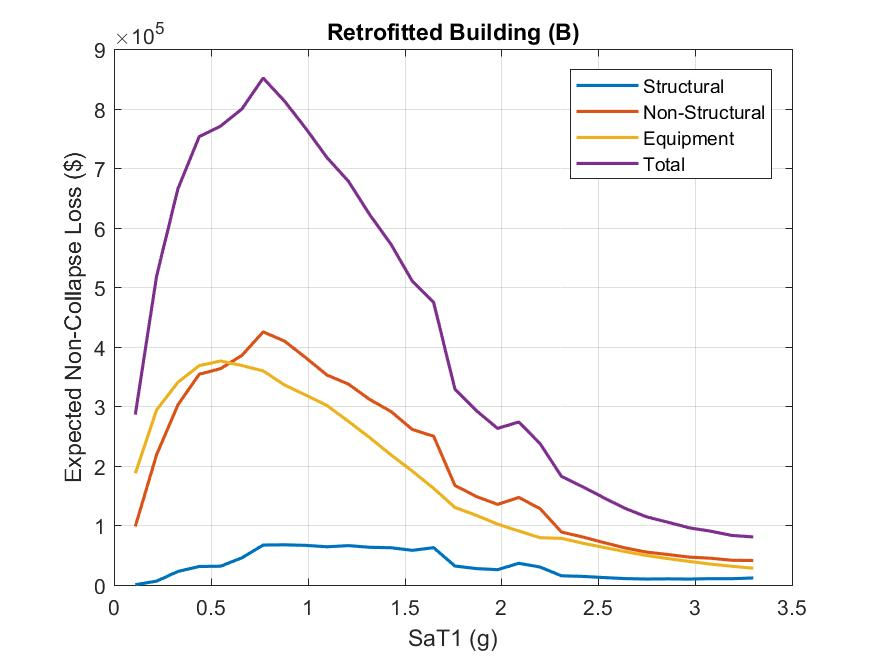 Retrofitted Building (B)
×10^5
9
8
7
6
5
4
3
2
1
0
Expected Non-Collapse Loss ($)
Structural
Non-Structural
Equipment
Total
0 0.5 1 1.5 2 2.5 3 3.5
SaT1 (g)